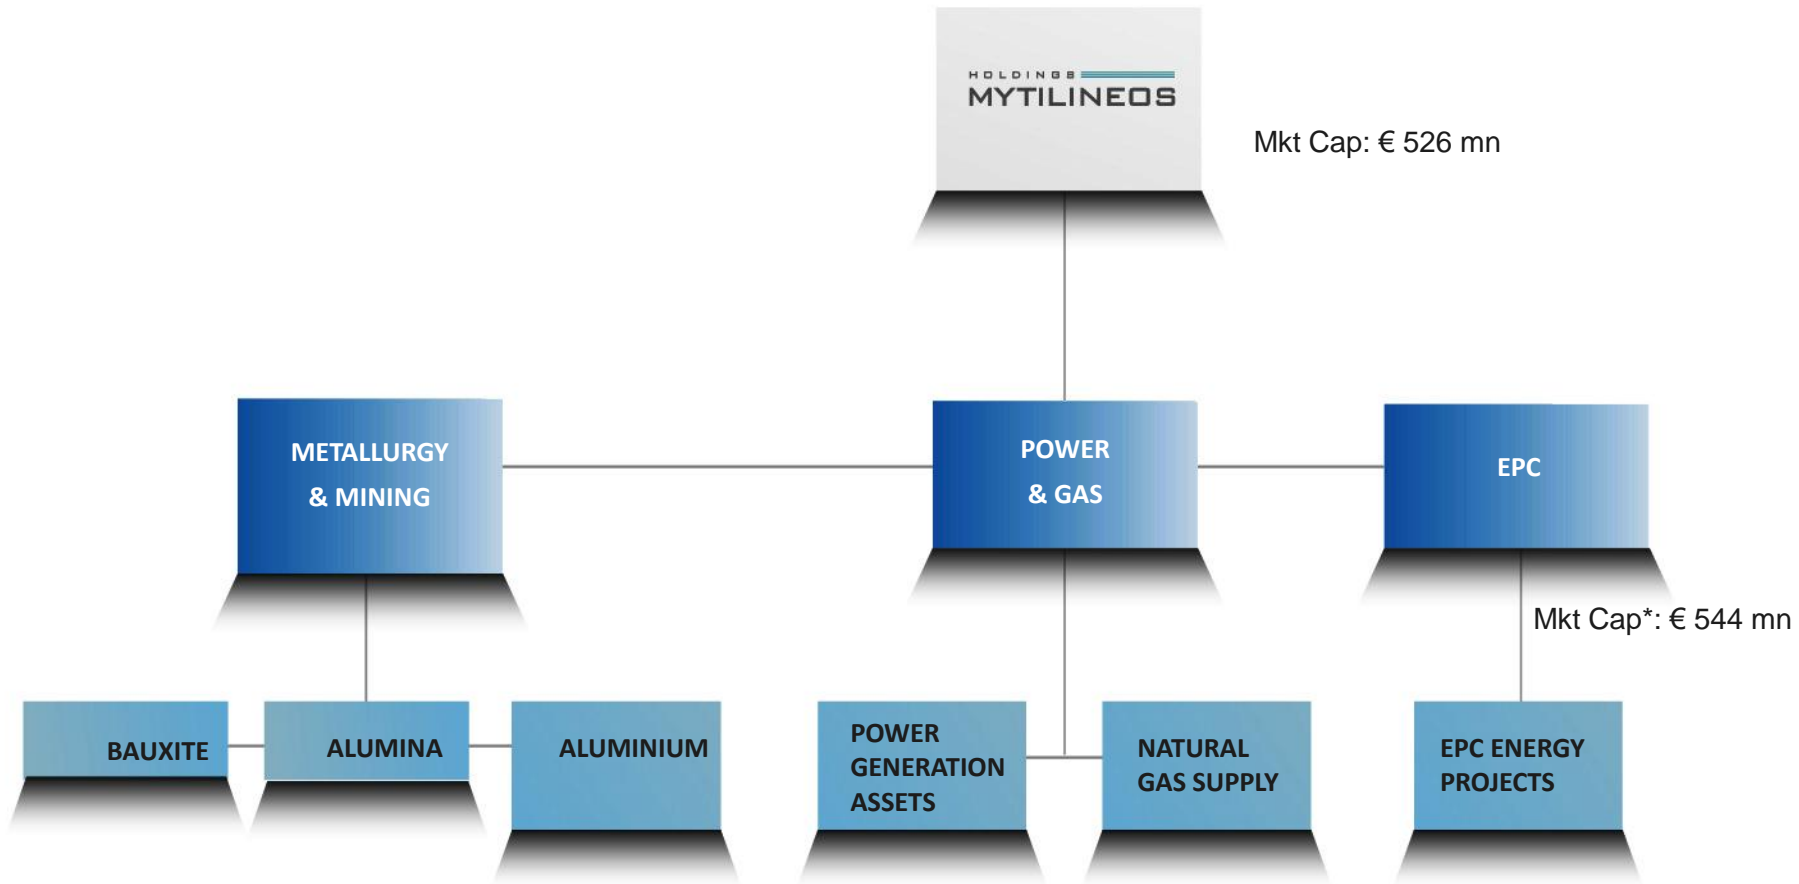 HOLDINGS
MYTILINEOS
Mkt Cap: € 526 mn
METALLURGY
& MINING
POWER
& GAS
EPC
Mkt Cap*: € 544 mn
BAUXITE
ALUMINA
ALUMINIUM
POWER
GENERATION
ASSETS
NATURAL
GAS SUPPLY
EPC ENERGY
PROJECTS